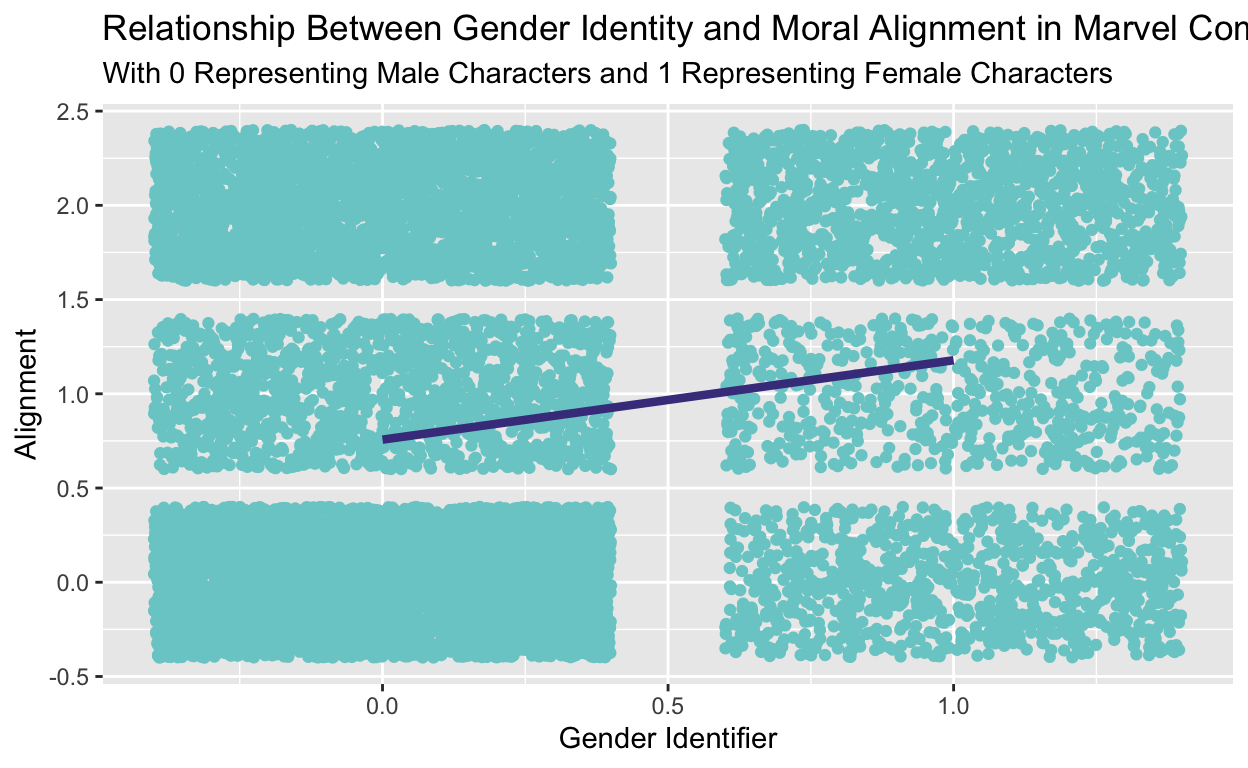 Relationship Between Gender Identity and Moral Alignment in Marvel
With 0 Representing Male Characters and 1 Representing Female Characters
2.5
2.0
1.5
1.0
0.5
0.0
-0.5
Alignment
0.0 0.5 1.0
Gender Identifier